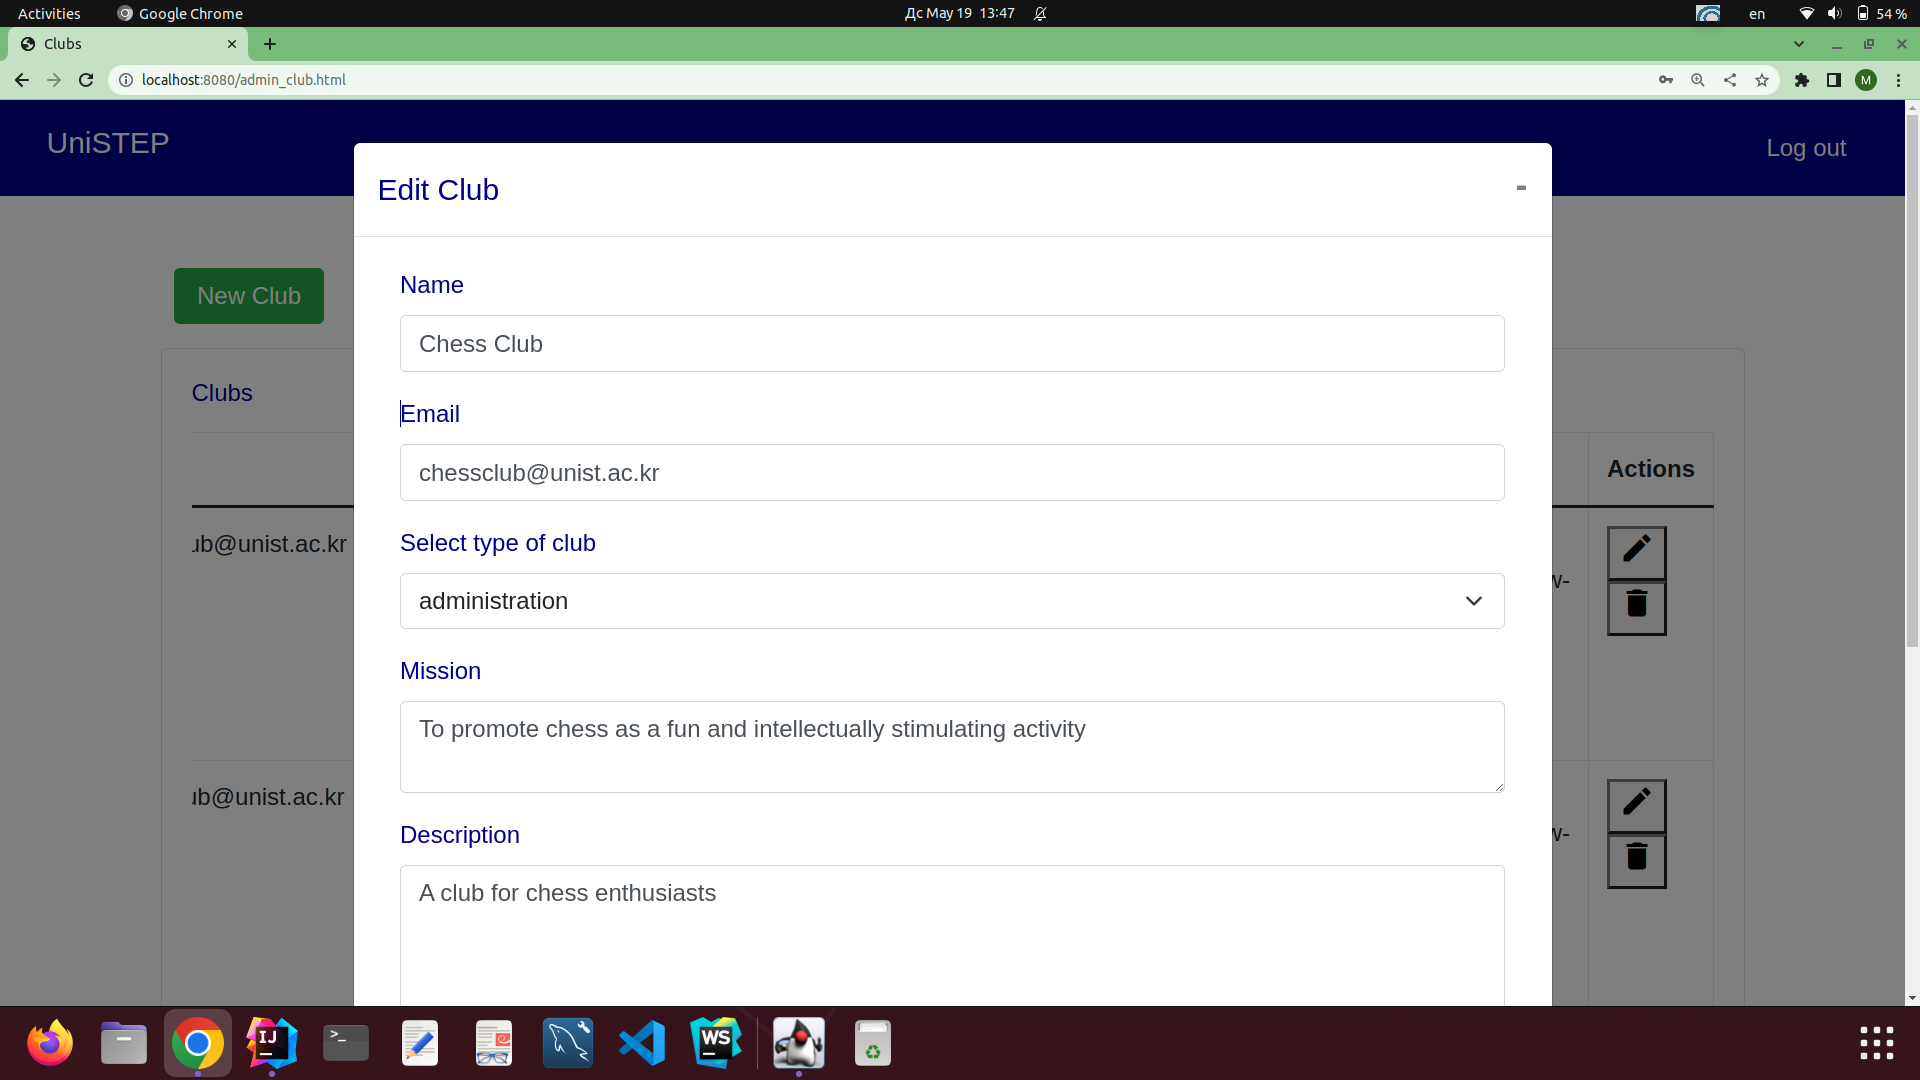 Activities
Google Chrome
Дс May 19 13:47
en
54 %
Clubs
localhost:8080/admin_club.html
M
UniSTEP
Log out
Edit Club
-
New Club
Name
Chess Club
Clubs
Email
chessclub@unist.ac.kr
Actions
Select type of club
ub@unist.ac.kr
w-
administration
Mission
To promote chess as a fun and intellectually stimulating activity
ub@unist.ac.kr
w-
Description
A club for chess enthusiasts
IJ
>_
WS